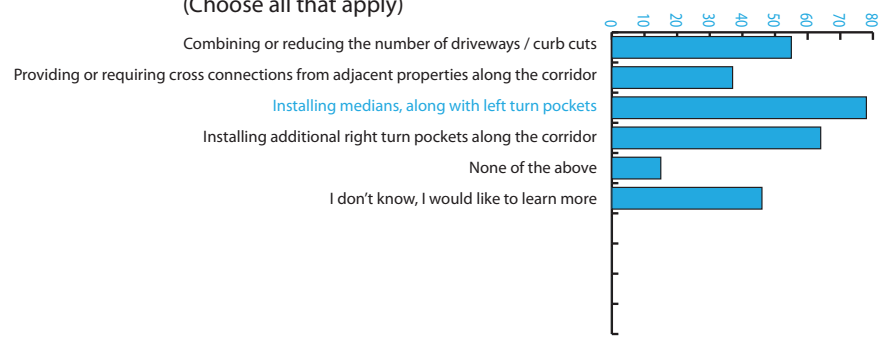 (Choose all that apply)
0 10 20 30 40 50 60 70 80
Combining or reducing the number of driveways / curb cuts
Providing or requiring cross connections from adjacent properties along the corridor
Installing medians, along with left turn pockets
Installing additional right turn pockets along the corridor
None of the above
I don't know, I would like to learn more